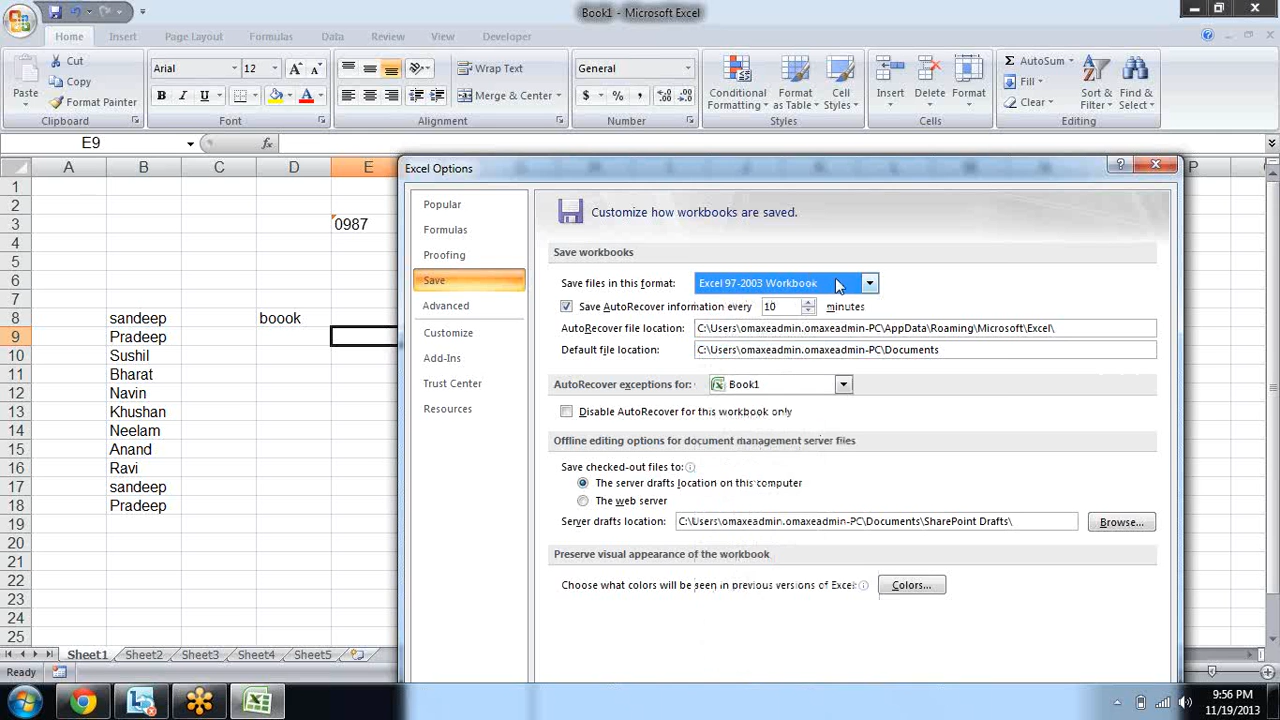 Book1 - Microsoft Excel
Home Insert Page Layout Formulas Data Review View Developer
Cut
Copy
Format Painter
Paste
Clipboard
Arial 12
B I U
Font
Wrap Text
Merge & Center
Alignment
General
$ % ,
Number
Conditional Formatting
Format as Table
Cell Styles
Styles
Insert Delete Format
Cells
AutoSum
Fill
Clear
Sort & Filter
Find & Select
Editing
E9 fx
A B C D E P
1
2
3 0987
4
5
6
7
8 sandeep boook
9 Pradeep
10 Sushil
11 Bharat
12 Navin
13 Khushan
14 Neelam
15 Anand
16 Ravi
17 sandeep
18 Pradeep
19
20
21
22
23
24
25
Excel Options
Popular
Formulas
Proofing
Save
Advanced
Customize
Add-Ins
Trust Center
Resources
Customize how workbooks are saved.
Save workbooks
Save files in this format: Excel 97-2003 Workbook
Save AutoRecover information every 10 minutes
AutoRecover file location: C:\Users\omaxeadmin.omaxeadmin-PC\AppData\Roaming\Microsoft\Excel\
Default file location: C:\Users\omaxeadmin.omaxeadmin-PC\Documents
AutoRecover exceptions for: Book1
Disable AutoRecover for this workbook only
Offline editing options for document management server files
Save checked-out files to:
The server drafts location on this computer
The web server
Server drafts location: C:\Users\omaxeadmin.omaxeadmin-PC\Documents\SharePoint Drafts\ Browse...
Preserve visual appearance of the workbook
Choose what colors will be seen in previous versions of Excel: Colors...
Sheet1 Sheet2 Sheet3 Sheet4 Sheet5
Ready
9:56 PM
11/19/2013